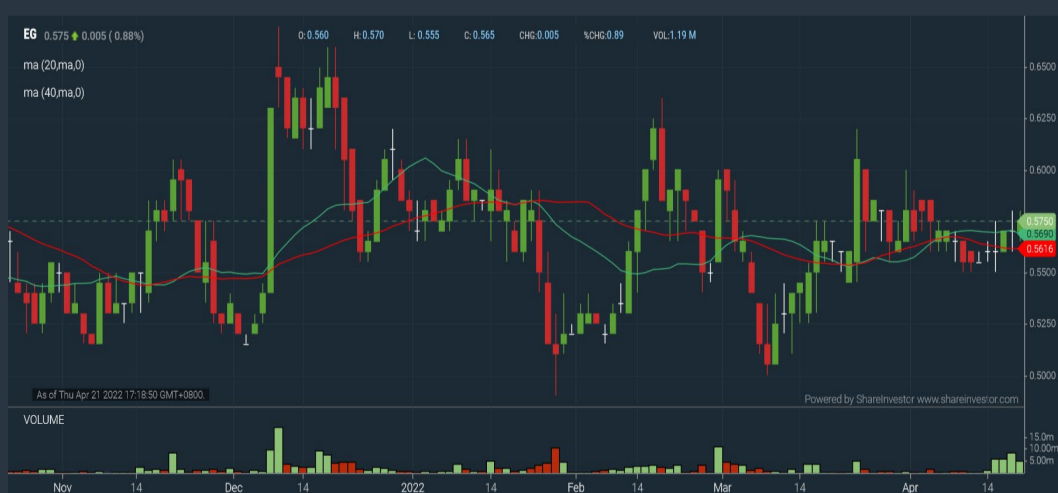 EG 0.575 0.005 ( 0.88%) O: 0.560 H: 0.570 L: 0.555 C: 0.565 CHG:0.005 %CHG:0.89 VOL:1.19 M
ma (20,ma,0)
ma (40,ma,0)
0.6500
0.6250
0.6000
0.5750
0.5690
0.5616
0.5500
0.5250
0.5000
As of Thu Apr 21 2022 17:18:50 GMT+0800.
Powered by ShareInvestor www.shareinvestor.com
VOLUME
15.0m
10.00m
5.00m
Nov 14 Dec 14 2022 14 Feb 14 Mar 14 Apr 14